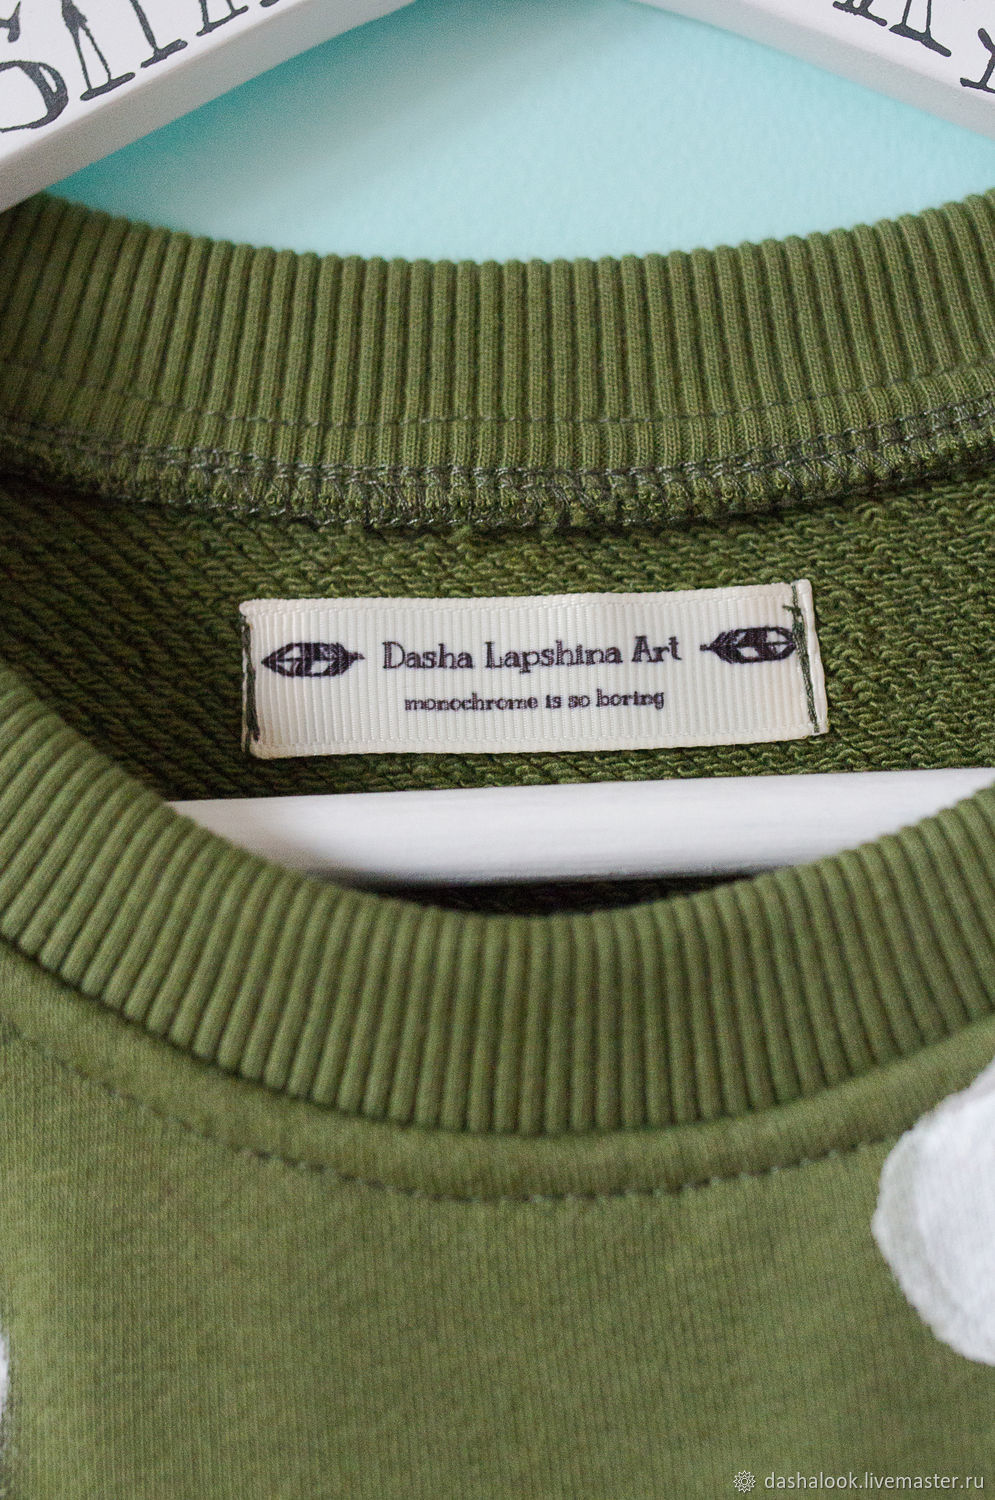 Dasha Lapshina Art
monochrome is so boring
dashalook.livemaster.ru